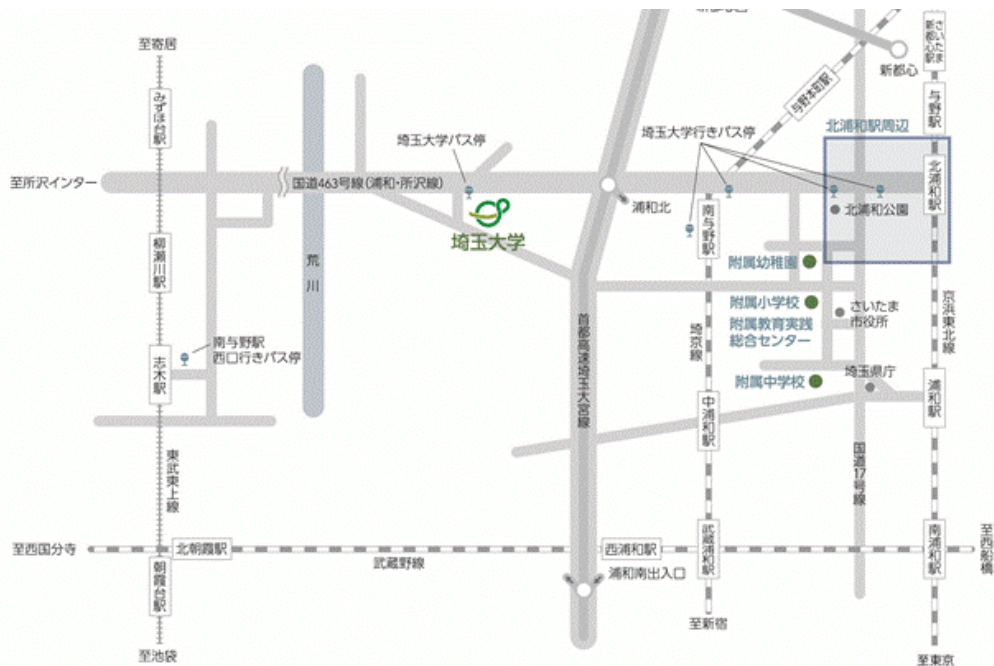 至寄居
みずほ台駅
至所沢インター
国道463号線(浦和・所沢線)
埼玉大学バス停
埼玉大学行きバス停
与野本町駅
新都心
さいたま新都心駅
与野駅
北浦和駅周辺
北浦和駅
北浦和公園
浦和北
南与野駅
埼玉大学
柳瀬川駅
荒川
附属幼稚園
附属小学校
附属教育実践
総合センター
さいたま
市役所
京浜東北線
埼京線
首都高速埼玉大宮線
南与野駅
西口行きバス停
志木駅
附属中学校
埼玉県庁
浦和駅
中浦和駅
国道17号線
東武東上線
至西国分寺
北朝霞駅
武蔵野線
西浦和駅
武蔵浦和駅
南浦和駅
至西船橋
朝霞台駅
浦和南出入口
至新宿
至池袋
至東京